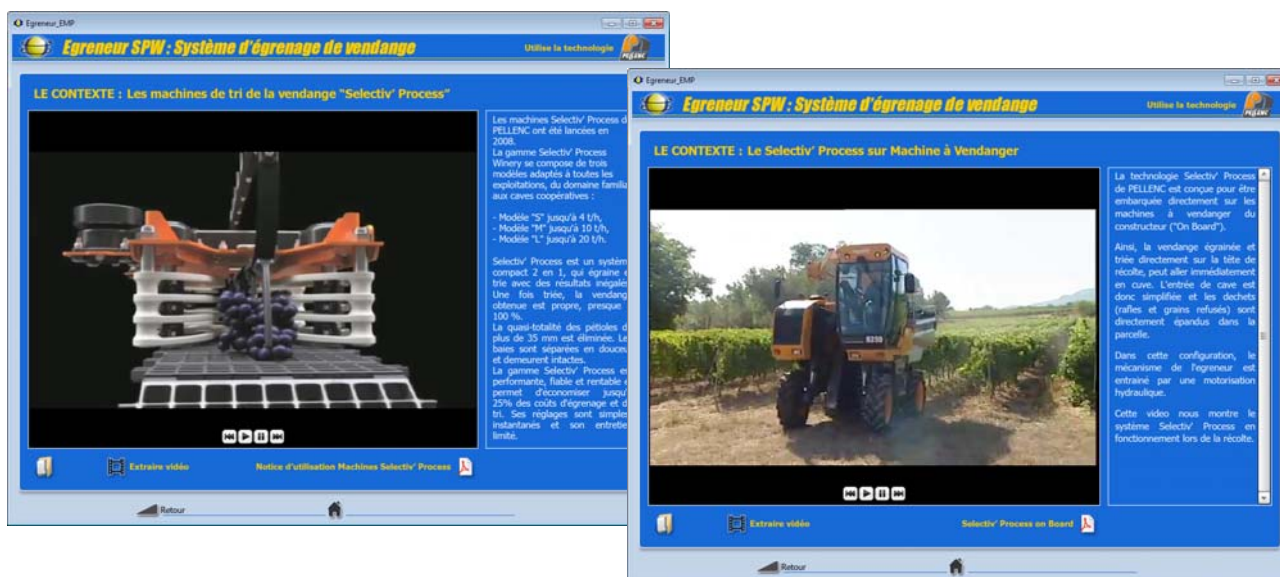 Egreneur_EMP
Egreneur SPW : Système d'égrenage de vendange
Utilise la technologie
PELLENC
LE CONTEXTE : Les machines de tri de la vendange "Selectiv' Process"
Les machines Selectiv' Process d
PELLENC ont été lancées en
2008.
La gamme Selectiv' Process
Winery se compose de trois
modèles adaptés à toutes les
exploitations, du domaine familia
aux caves coopératives :
- Modèle "S" jusqu'à 4 t/h,
- Modèle "M" jusqu'à 10 t/h,
- Modèle "L" jusqu'à 20 t/h.
Selectiv' Process est un systèm
compact 2 en 1, qui égraine e
trie avec des résultats inégalé
Une fois triée, la vendang
obtenue est propre, presque
100 %.
La quasi-totalité des pétioles d
plus de 35 mm est éliminée. Le
baies sont séparées en douceu
et demeurent intactes.
La gamme Selectiv' Process es
performante, fiable et rentable e
permet d'économiser jusqu'
25% des coûts d'égrenage et d
tri. Ses réglages sont simples
instantanés et son entretie
limité.
Extraire vidéo
Notice d'utilisation Machines Selectiv' Process
Retour
Egreneur_EMP
Egreneur SPW : Système d'égrenage de vendange
Utilise la technologie
PELLENC
LE CONTEXTE : Le Selectiv' Process sur Machine à Vendanger
La technologie Selectiv' Process
de PELLENC est conçue pour être
embarquée directement sur les
machines à vendanger du
constructeur ("On Board").
Ainsi, la vendange égrainée et
triée directement sur la tête de
récolte, peut aller immédiatement
en cuve. L'entrée de cave est
donc simplifiée et les dechets
(rafles et grains refusés) sont
directement épandus dans la
parcelle.
Dans cette configuration, le
mécanisme de l'egreneur est
entrainé par une motorisation
hydraulique.
Cette video nous montre le
système Selectiv' Process en
fonctionnement lors de la récolte.
Extraire vidéo
Selectiv' Process on Board
Retour